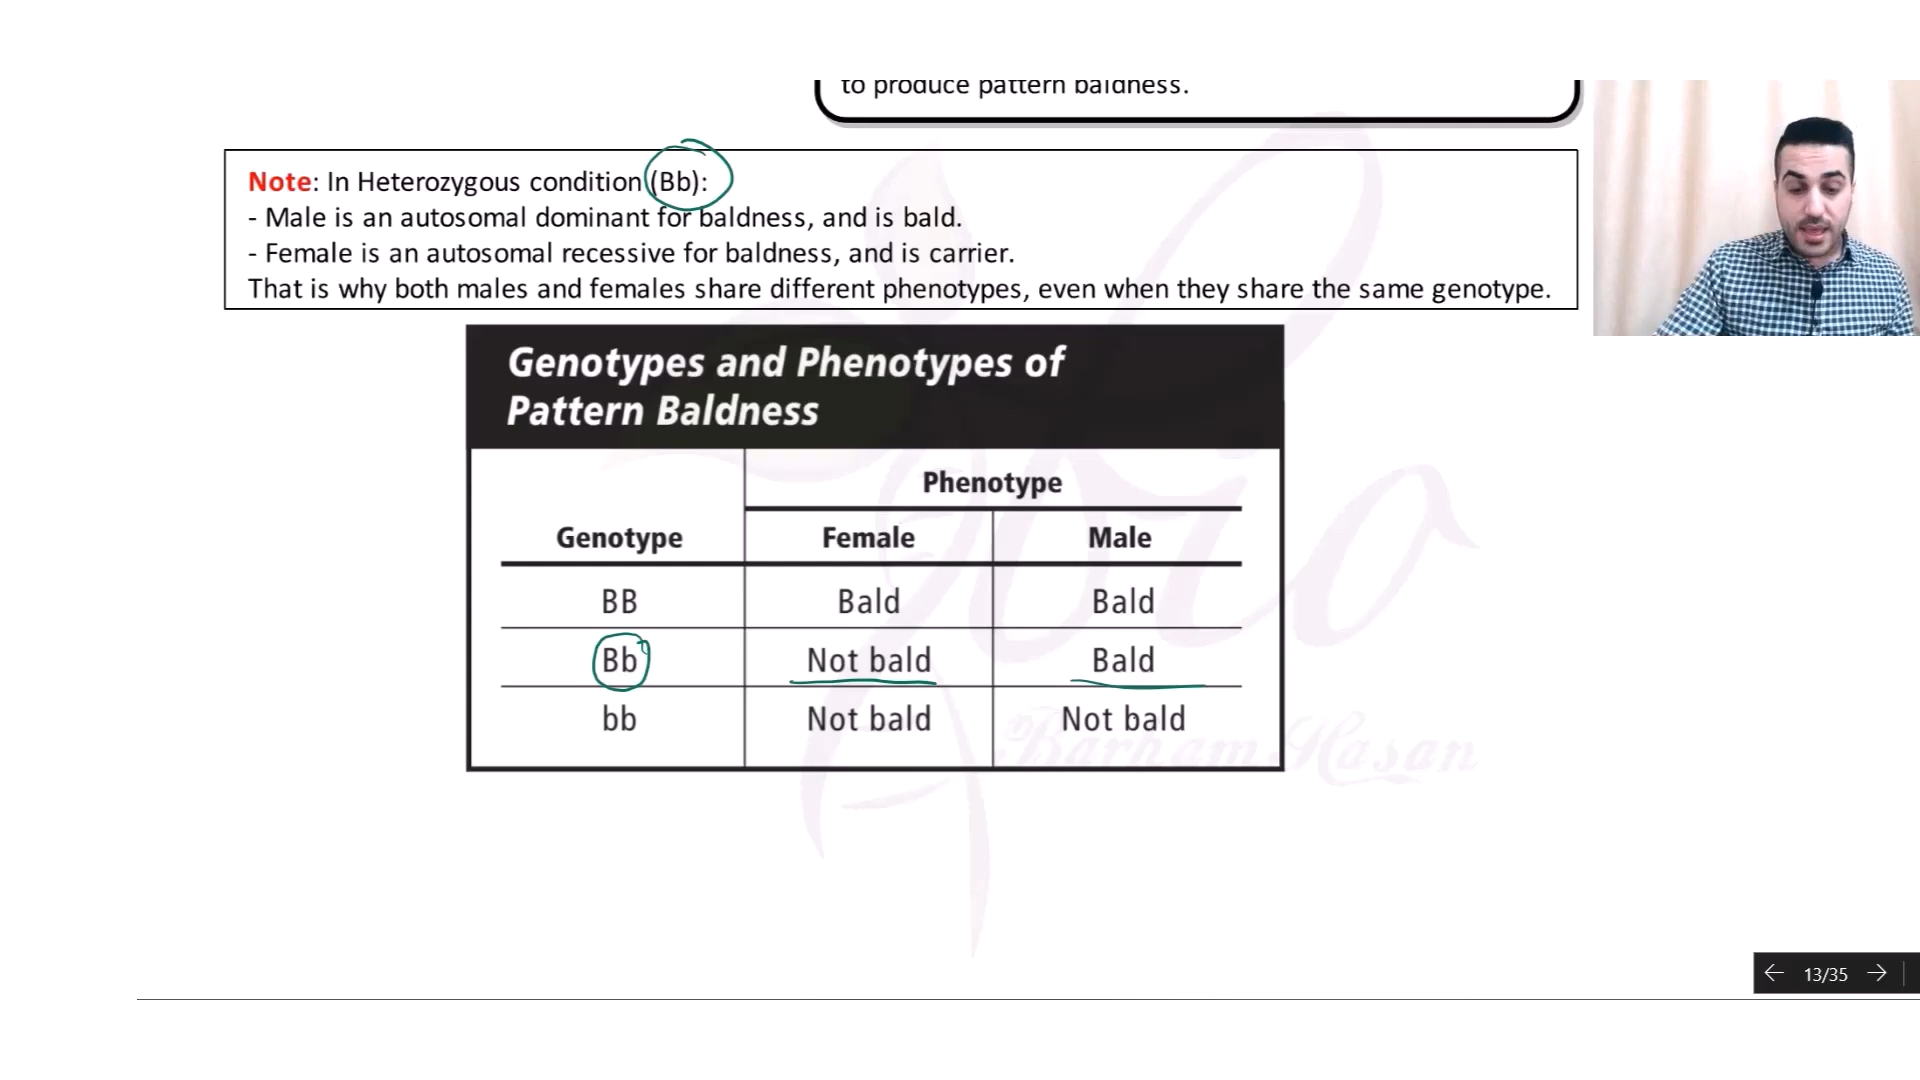 to produce pattern baldness.
Note: In Heterozygous condition (Bb):
- Male is an autosomal dominant for baldness, and is bald.
- Female is an autosomal recessive for baldness, and is carrier.
That is why both males and females share different phenotypes, even when they share the same genotype.
Genotypes and Phenotypes of
Pattern Baldness
Phenotype
Genotype Female Male
BB Bald Bald
Bb Not bald Bald
bb Not bald Not bald
Bio
Barham Hasan
13/35